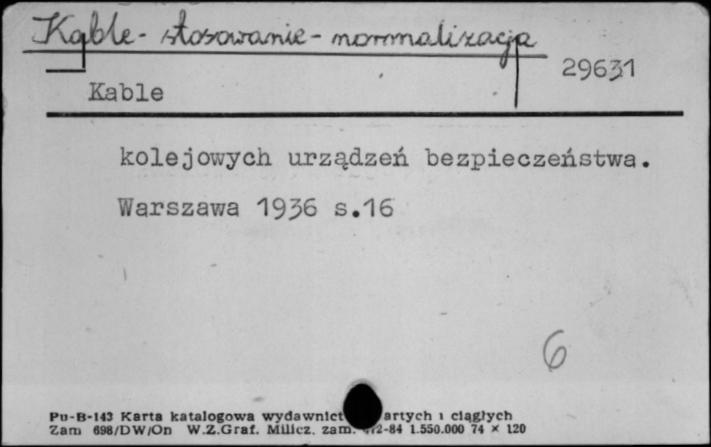 Kable - stosowanie - normalizacja
29631
Kable
kolejowych urządzeń bezpieczeństwa.
Warszawa 1936 s.16
6
Pu-B-143 Karta katalogowa wydawnict artych i ciągłych
Zam 698/DW/On W.Z.Graf. Milicz. zam. 2-84 1.550.000 74 × 120